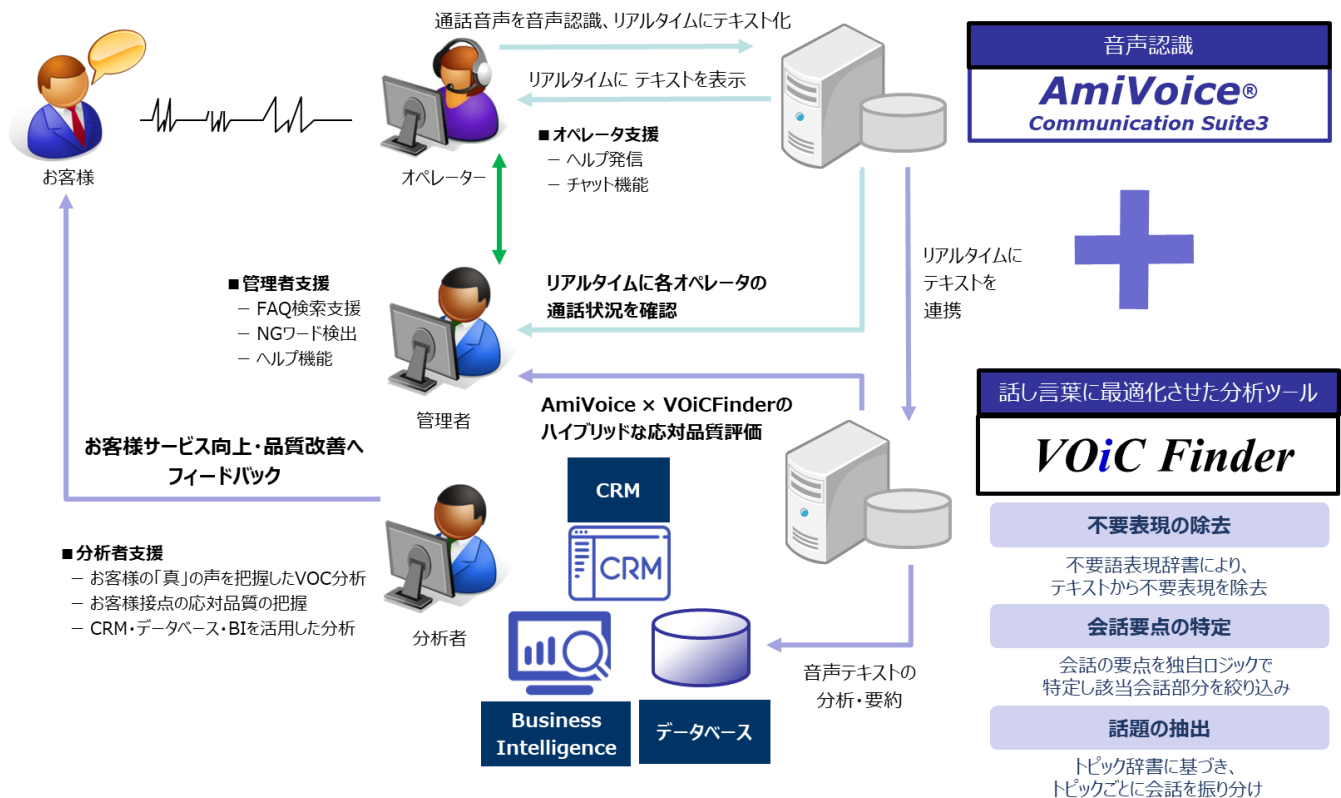 通話音声を音声認識、リアルタイムにテキスト化
リアルタイムに テキストを表示
お客様
オペレーター
■オペレータ支援
－ ヘルプ発信
－ チャット機能
音声認識
AmiVoice®
Communication Suite3
■管理者支援
－ FAQ検索支援
－ NGワード検出
－ ヘルプ機能
リアルタイムに各オペレータの
通話状況を確認
リアルタイムに
テキストを
連携
管理者
AmiVoice × VOiCFinderの
ハイブリッドな応対品質評価
話し言葉に最適化させた分析ツール
VOiC Finder
お客様サービス向上・品質改善へ
フィードバック
CRM
CRM
■分析者支援
－ お客様の「真」の声を把握したVOC分析
－ お客様接点の応対品質の把握
－ CRM・データベース・BIを活用した分析
分析者
Business
Intelligence
データベース
音声テキストの
分析・要約
不要表現の除去
不要語表現辞書により、
テキストから不要表現を除去
会話要点の特定
会話の要点を独自ロジックで
特定し該当会話部分を絞り込み
話題の抽出
トピック辞書に基づき、
トピックごとに会話を振り分け